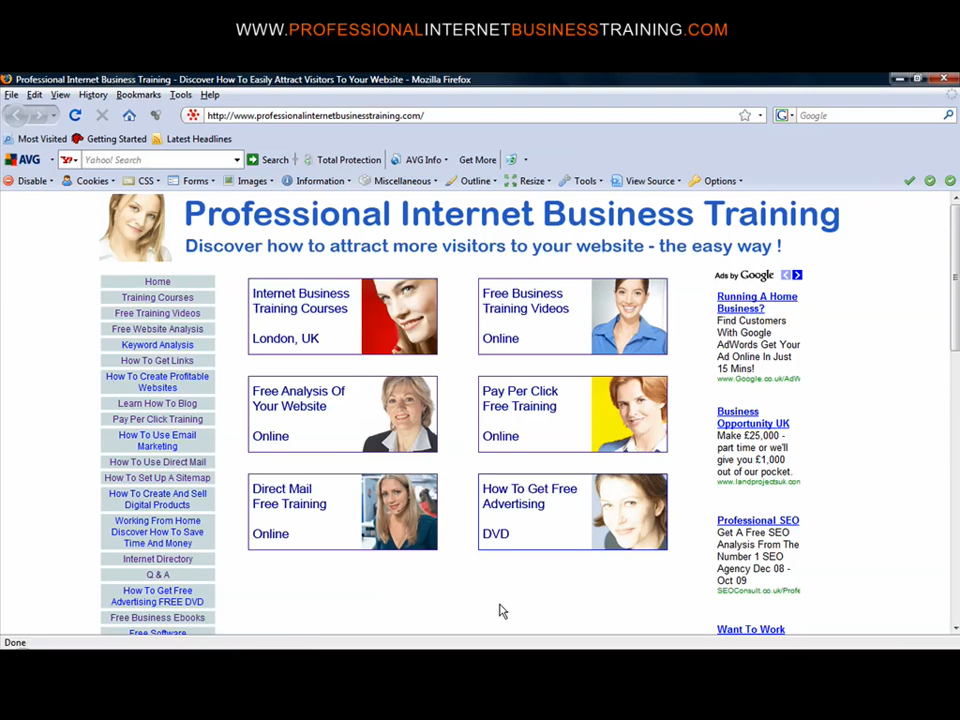 WWW.PROFESSIONALINTERNETBUSINESSTRAINING.COM
Professional Internet Business Training - Discover How To Easily Attract Visitors To Your Website - Mozilla Firefox
File Edit View History Bookmarks Tools Help
http://www.professionalinternetbusinesstraining.com/
G Google
Most Visited Getting Started Latest Headlines
AVG Y! Yahoo! Search Search Total Protection AVG Info Get More
Disable Cookies CSS Forms Images Information Miscellaneous Outline Resize Tools View Source Options
Professional Internet Business Training
Discover how to attract more visitors to your website - the easy way !
Home
Training Courses
Free Training Videos
Free Website Analysis
Keyword Analysis
How To Get Links
How To Create Profitable
Websites
Learn How To Blog
Pay Per Click Training
How To Use Email
Marketing
How To Use Direct Mail
How To Set Up A Sitemap
How To Create And Sell
Digital Products
Working From Home
Discover How To Save
Time And Money
Internet Directory
Q & A
How To Get Free
Advertising FREE DVD
Free Business Ebooks
Free Software
Internet Business
Training Courses
London, UK
Free Business
Training Videos
Online
Free Analysis Of
Your Website
Online
Pay Per Click
Free Training
Online
Direct Mail
Free Training
Online
How To Get Free
Advertising
DVD
Ads by Google
Running A Home
Business?
Find Customers
With Google
AdWords Get Your
Ad Online In Just
15 Mins!
www.Google.co.uk/AdW
Business
Opportunity UK
Make £25,000 -
part time or we'll
give you £1,000
out of our pocket.
www.landprojectsuk.con
Professional SEO
Get A Free SEO
Analysis From The
Number 1 SEO
Agency Dec 08 -
Oct 09
SEOConsult.co.uk/Profe
Want To Work
Done